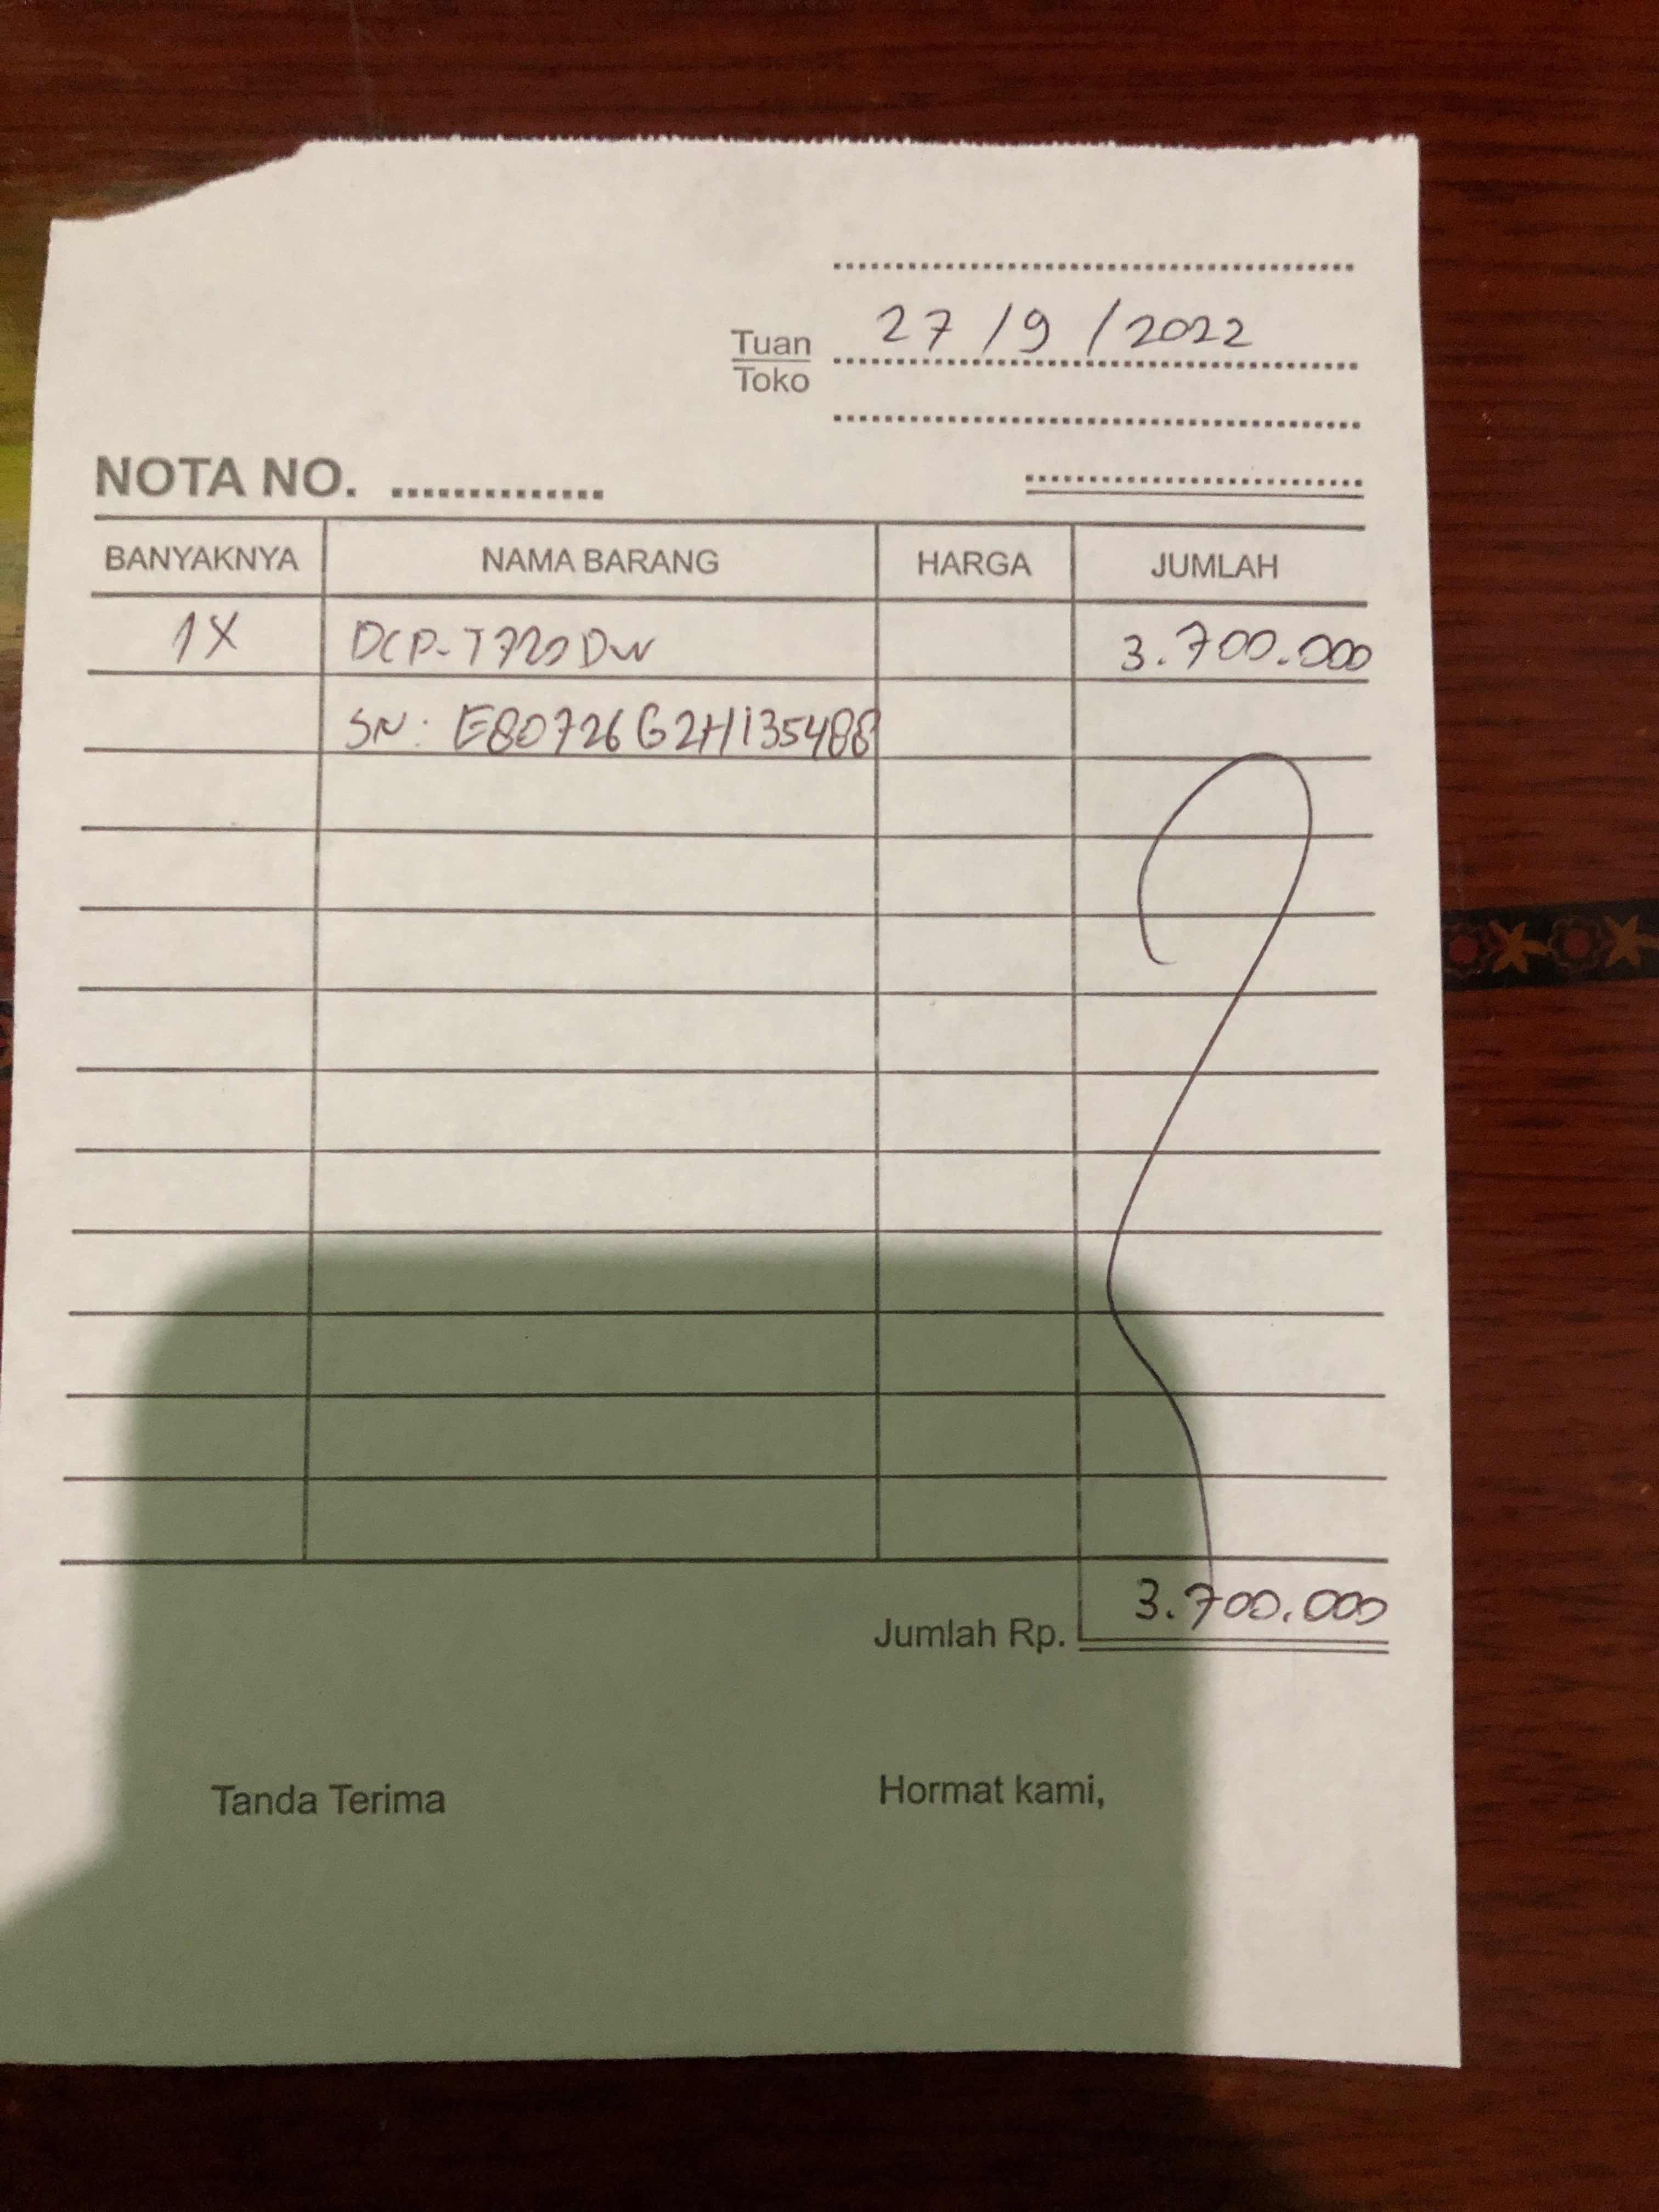 27/9/2022
Tuan
Toko
NOTA NO. ..............
BANYAKNYA NAMA BARANG HARGA JUMLAH
1X DCP-T720DW 3.700.000
SN: E80726G2H135488
Jumlah Rp. 3.700.000
Tanda Terima Hormat kami,